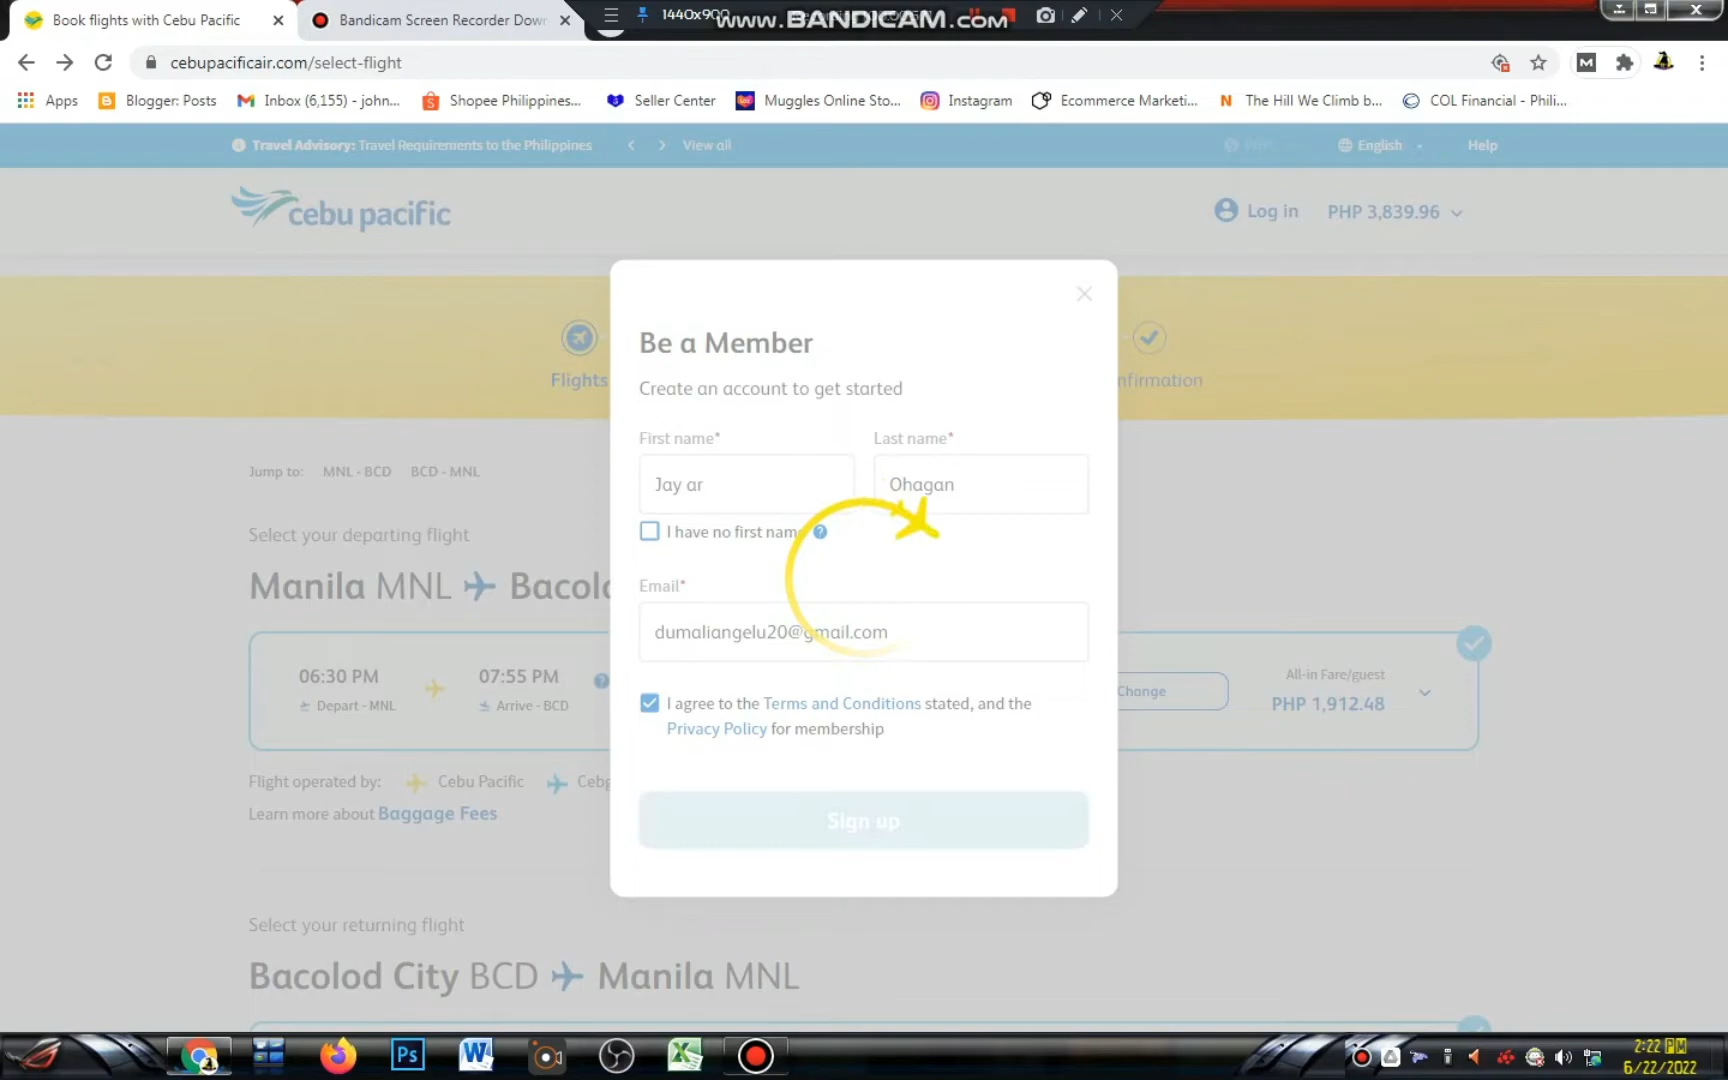 Book flights with Cebu Pacific
Bandicam Screen Recorder Dow
1440x900
www.BANDICAM.com
cebupacificair.com/select-flight
Apps
Blogger: Posts
Inbox (6,155) - john...
Shopee Philippines...
Seller Center
Muggles Online Sto...
Instagram
Ecommerce Marketi...
The Hill We Climb b...
COL Financial - Phili...
Travel Advisory: Travel Requirements to the Philippines
View all
PHP
English
Help
cebu pacific
Log in
PHP 3,839.96
Flights
nfirmation
Be a Member
Create an account to get started
First name*
Last name*
Jay ar
Ohagan
I have no first name
Email*
dumaliangelu20@gmail.com
I agree to the Terms and Conditions stated, and the
Privacy Policy for membership
Sign up
Jump to: MNL - BCD BCD - MNL
Select your departing flight
Manila MNL Bacolo
06:30 PM
07:55 PM
Depart - MNL
Arrive - BCD
Change
All-in Fare/guest
PHP 1,912.48
Flight operated by: Cebu Pacific Cebg
Learn more about Baggage Fees
Select your returning flight
Bacolod City BCD Manila MNL
2:22 PM
6/22/2022